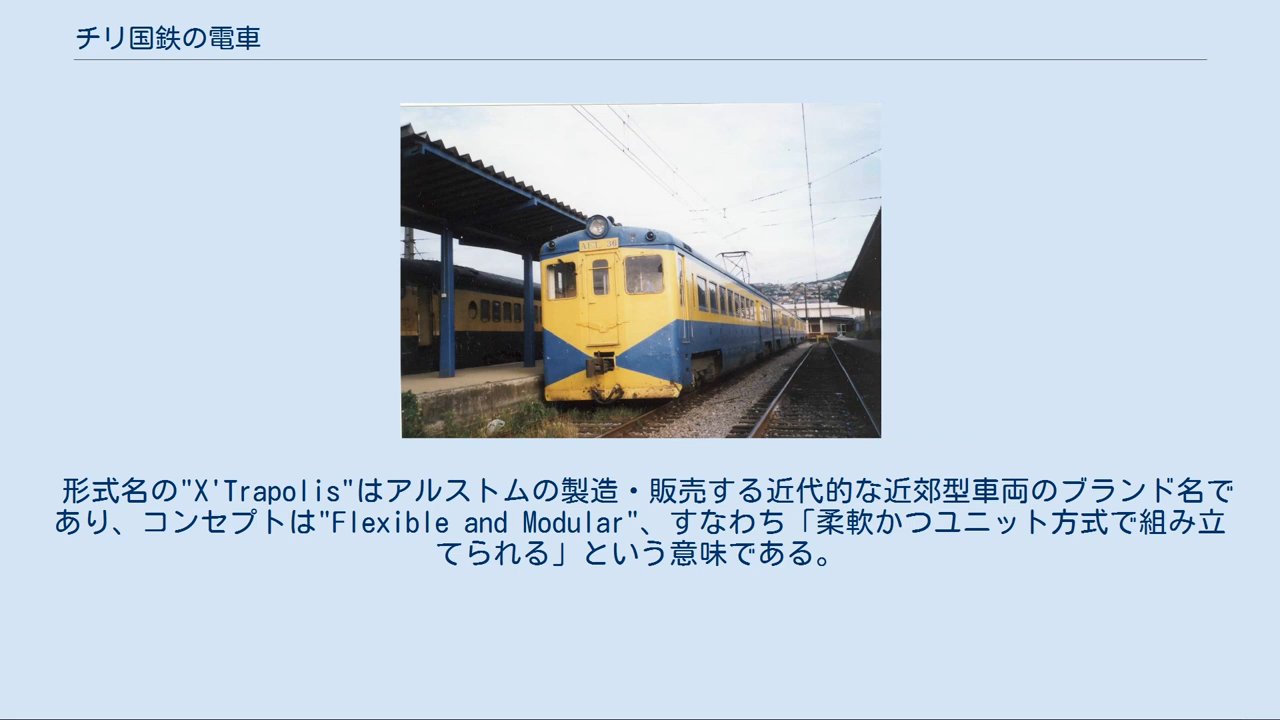 チリ国鉄の電車
AEL 36
形式名の"X'Trapolis"はアルストムの製造・販売する近代的な近郊型車両のブランド名で
あり、コンセプトは"Flexible and Modular"、すなわち「柔軟かつユニット方式で組み立
てられる」という意味である。